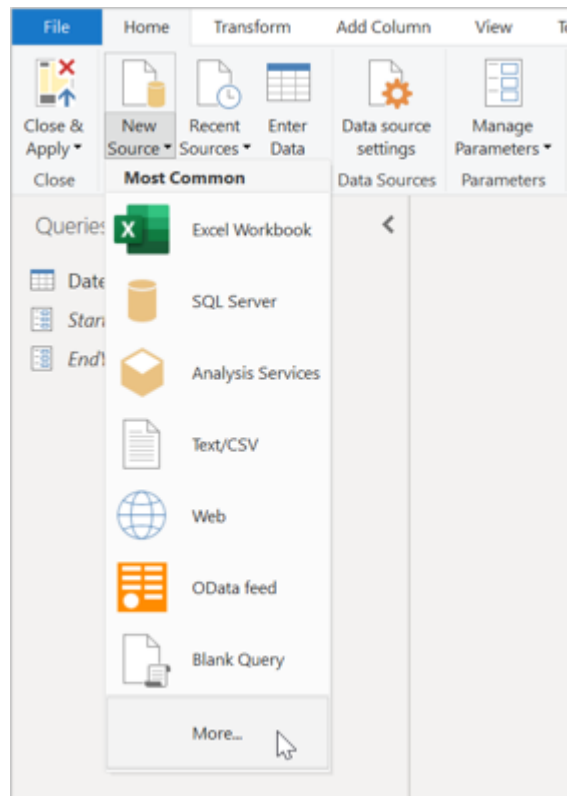 File Home Transform Add Column View
Close & Apply
New Source
Recent Sources
Enter Data
Data source settings
Manage Parameters
Close
Most Common
Data Sources
Parameters
Queries
Excel Workbook
Date
SQL Server
Analysis Services
Text/CSV
Web
OData feed
Blank Query
More...